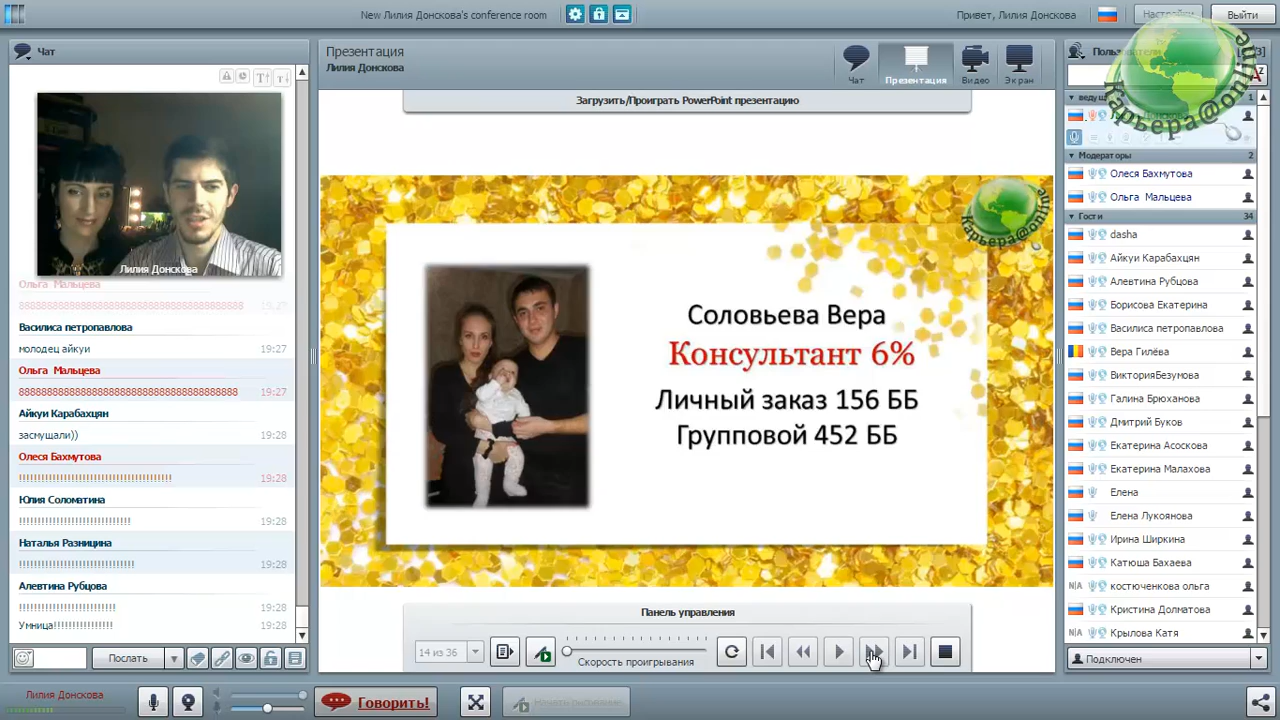 New Лилия Донскова's conference room
Привет, Лилия Донскова
Настройки
Выйти
Чат
Лилия Донскова
Ольга Мальцева
88888888888888888888888888888888888888
19:27
Василиса петропавлова
молодец айкуи
19:27
Ольга Мальцева
88888888888888888888888888888888888888
19:27
Айкуи Карабахцян
засмущали))
19:28
Олеся Бахмутова
!!!!!!!!!!!!!!!!!!!!!!!!!!!!!!!!!!!!!!!!!
19:28
Юлия Соломатина
!!!!!!!!!!!!!!!!!!!!!!!!!!!!!!
19:28
Наталья Разницина
!!!!!!!!!!!!!!!!!!!!!!!!!!!!!!!
19:28
Алевтина Рубцова
!!!!!!!!!!!!!!!!!!!!!!!!!!
19:28
Умница!!!!!!!!!!!!!!!!
19:28
Послать
Презентация
Лилия Донскова
Чат
Презентация
Видео
Экран
Загрузить/Проиграть PowerPoint презентацию
Карьера@online
Соловьева Вера
Консультант 6%
Личный заказ 156 ББ
Групповой 452 ББ
Панель управления
14 из 36
Скорость проигрывания
Карьера@online
AZ
1
Модераторы
2
Олеся Бахмутова
Ольга Мальцева
Гости
34
dasha
Айкуи Карабахцян
Алевтина Рубцова
Борисова Екатерина
Василиса петропавлова
Вера Гилёва
ВикторияБезумова
Галина Брюханова
Дмитрий Буков
Екатерина Асоскова
Екатерина Малахова
Елена
Елена Лукоянова
Ирина Ширкина
Катюша Бахаева
N/A
костюченкова ольга
Кристина Долматова
N/A
Крылова Катя
Подключен
Лилия Донскова
Говорить!